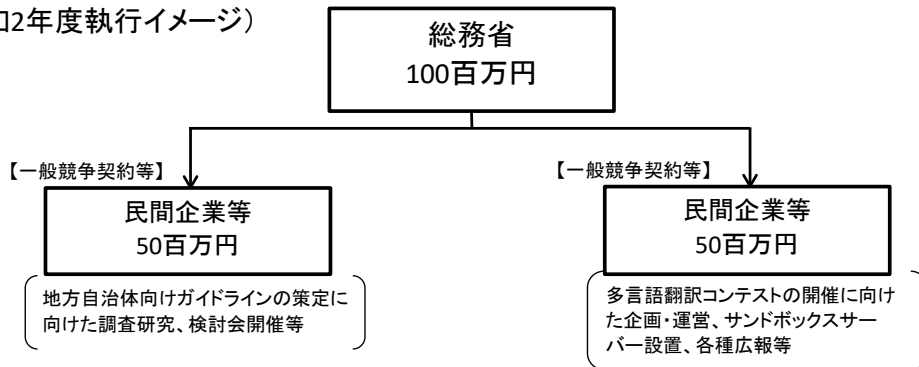 2年度執行イメージ）
総務省
100百万円
【一般競争契約等】
【一般競争契約等】
民間企業等
50百万円
民間企業等
50百万円
地方自治体向けガイドラインの策定に
向けた調査研究、検討会開催等
多言語翻訳コンテストの開催に向け
た企画・運営、サンドボックスサー
バー設置、各種広報等